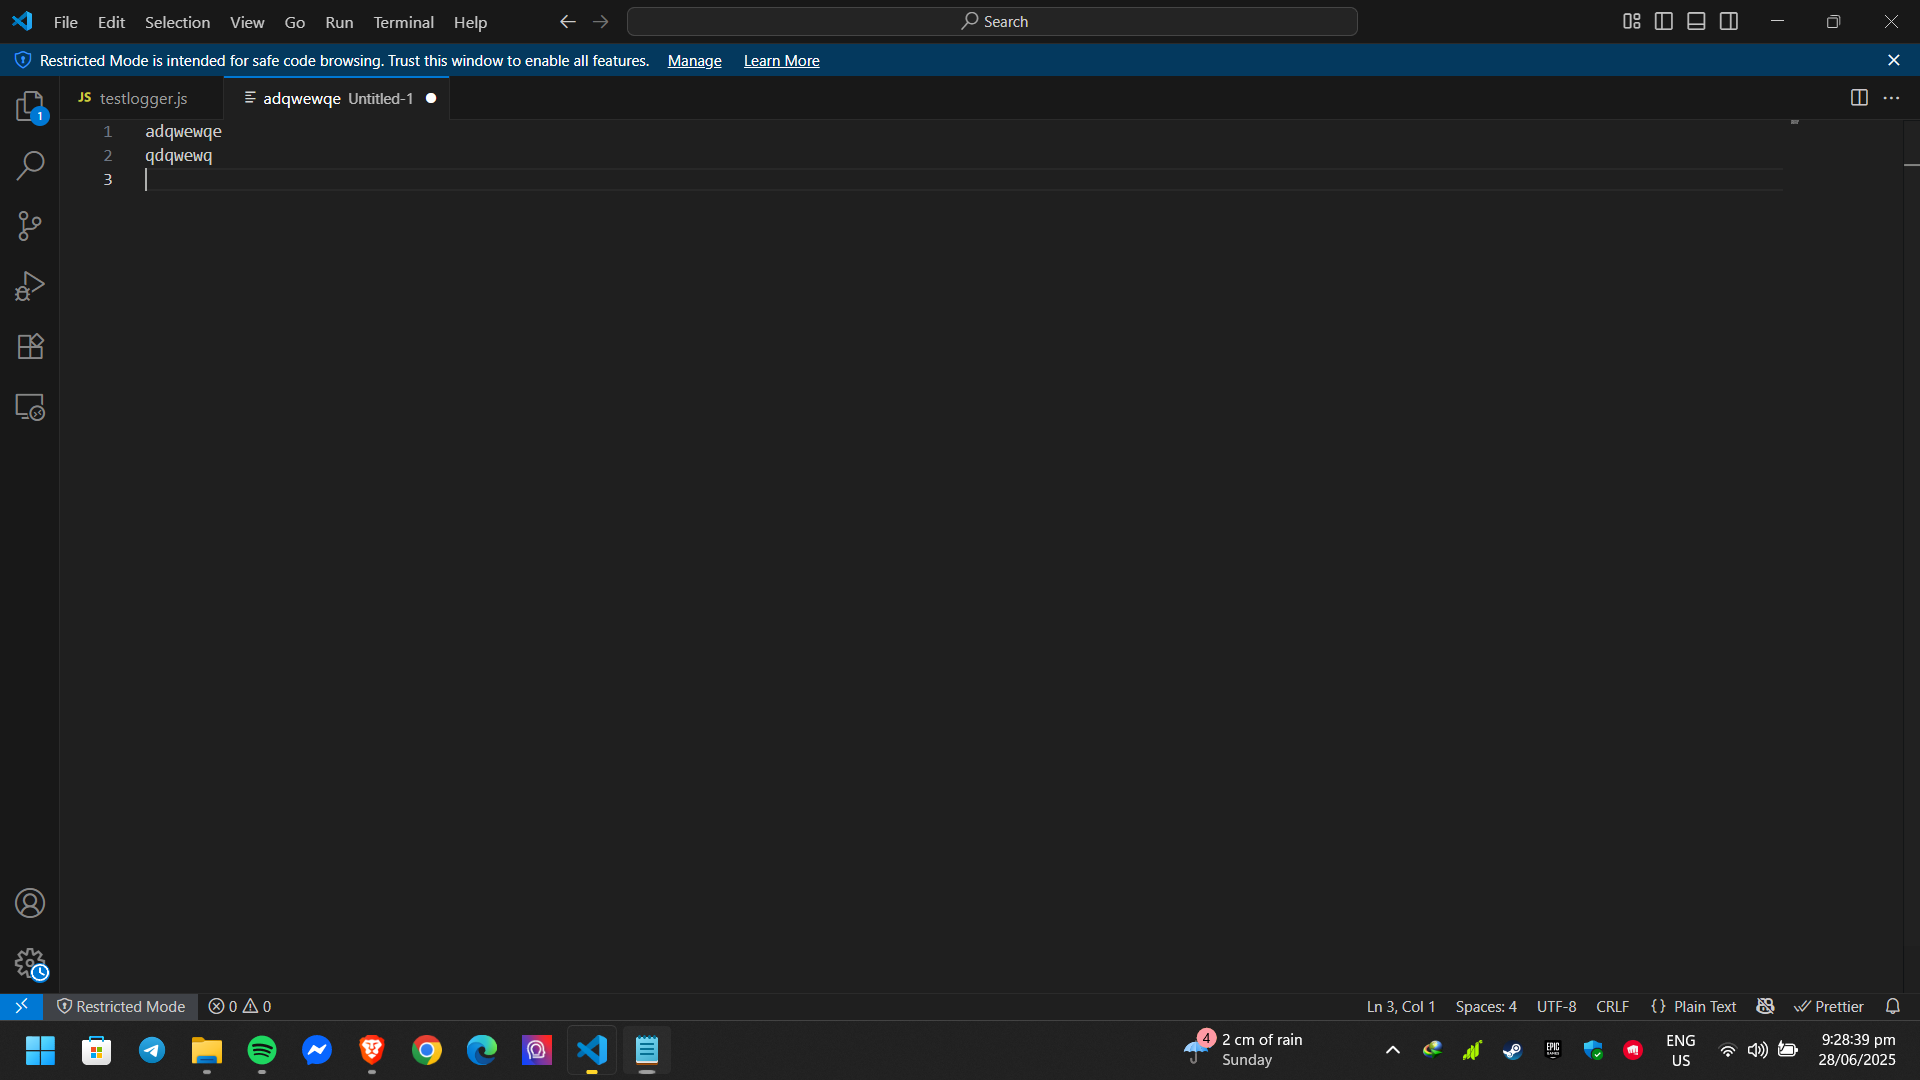 File Edit Selection View Go Run Terminal Help
Search
Restricted Mode is intended for safe code browsing. Trust this window to enable all features. Manage Learn More
JS testlogger.js
adqwewqe Untitled-1
1
1 adqwewqe
2 qdqwewq
3
Restricted Mode 0 0
Ln 3, Col 1 Spaces: 4 UTF-8 CRLF {} Plain Text Prettier
4
2 cm of rain
Sunday
EPIC GAMES
ENG
US
9:28:39 pm
28/06/2025